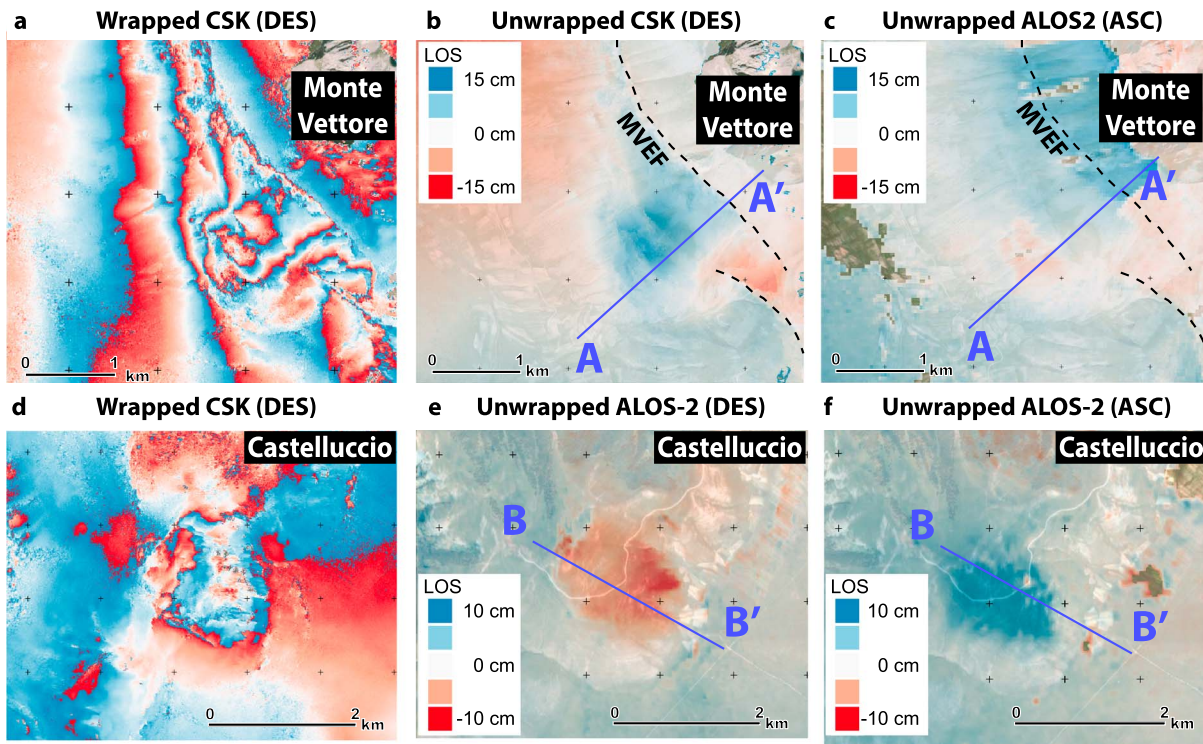 a Wrapped CSK (DES)
Monte
Vettore
0 1
km
b Unwrapped CSK (DES)
LOS
15 cm
0 cm
-15 cm
MVEF
Monte
Vettore
A'
A
0 1
km
c Unwrapped ALOS2 (ASC)
LOS
15 cm
0 cm
-15 cm
MVEF
Monte
Vettore
A'
A
0 1
km
d Wrapped CSK (DES)
Castelluccio
0 2
km
e Unwrapped ALOS-2 (DES)
Castelluccio
B
B'
LOS
10 cm
0 cm
-10 cm
0 2
km
f Unwrapped ALOS-2 (ASC)
Castelluccio
B
B'
LOS
10 cm
0 cm
-10 cm
0 2
km